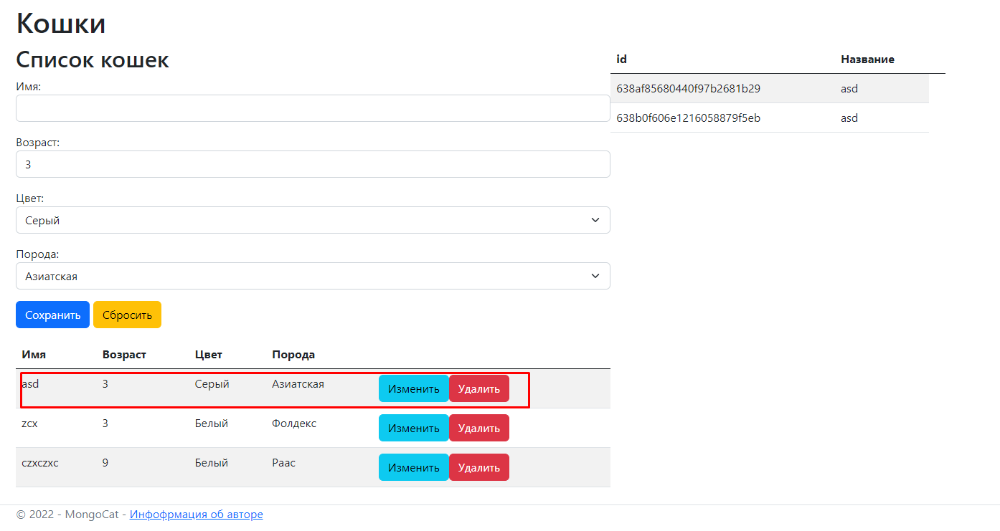 Кошки
Список кошек
Имя:
Возраст:
3
Цвет:
Серый
Порода:
Азиатская
Сохранить Сбросить
Имя Возраст Цвет Порода
asd 3 Серый Азиатская Изменить Удалить
zcx 3 Белый Фолдекс Изменить Удалить
czxczxc 9 Белый Раас Изменить Удалить
id Название
638af85680440f97b2681b29 asd
638b0f606e1216058879f5eb asd
© 2022 - MongoCat - Инфофрмация об авторе